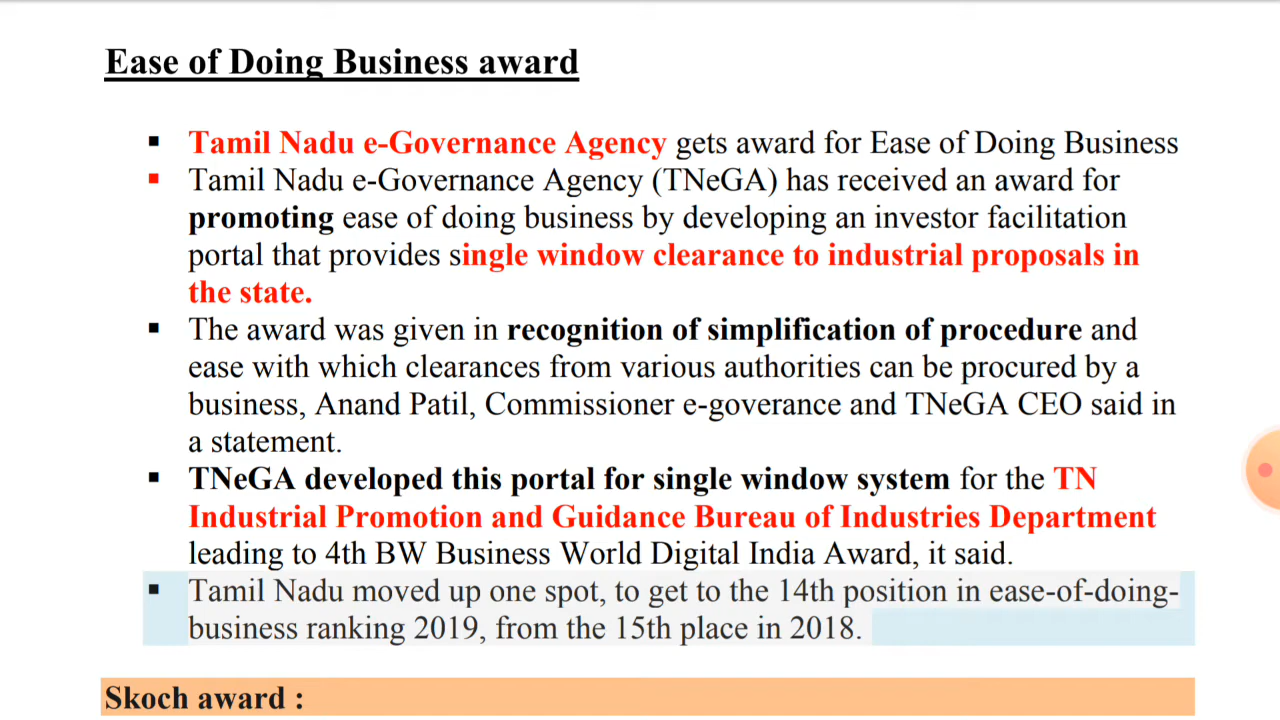 Ease of Doing Business award
▪ Tamil Nadu e-Governance Agency gets award for Ease of Doing Business
▪ Tamil Nadu e-Governance Agency (TNeGA) has received an award for
promoting ease of doing business by developing an investor facilitation
portal that provides single window clearance to industrial proposals in
the state.
▪ The award was given in recognition of simplification of procedure and
ease with which clearances from various authorities can be procured by a
business, Anand Patil, Commissioner e-goverance and TNeGA CEO said in
a statement.
▪ TNeGA developed this portal for single window system for the TN
Industrial Promotion and Guidance Bureau of Industries Department
leading to 4th BW Business World Digital India Award, it said.
▪ Tamil Nadu moved up one spot, to get to the 14th position in ease-of-doing-
business ranking 2019, from the 15th place in 2018.
Skoch award :